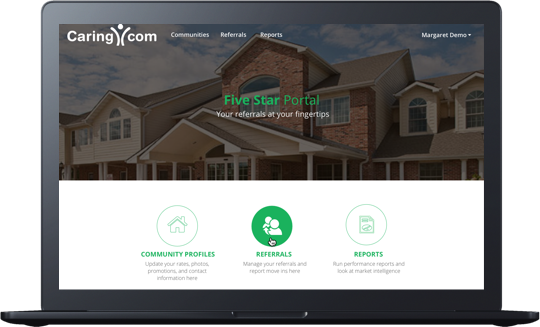 Caring.com
Communities Referrals Reports Margaret Demo
Five Star Portal
Your referrals at your fingertips
COMMUNITY PROFILES
Update your rates, photos,
promotions, and contact
information here
REFERRALS
Manage your referrals and
report move ins here
REPORTS
Run performance reports and
look at market intelligence